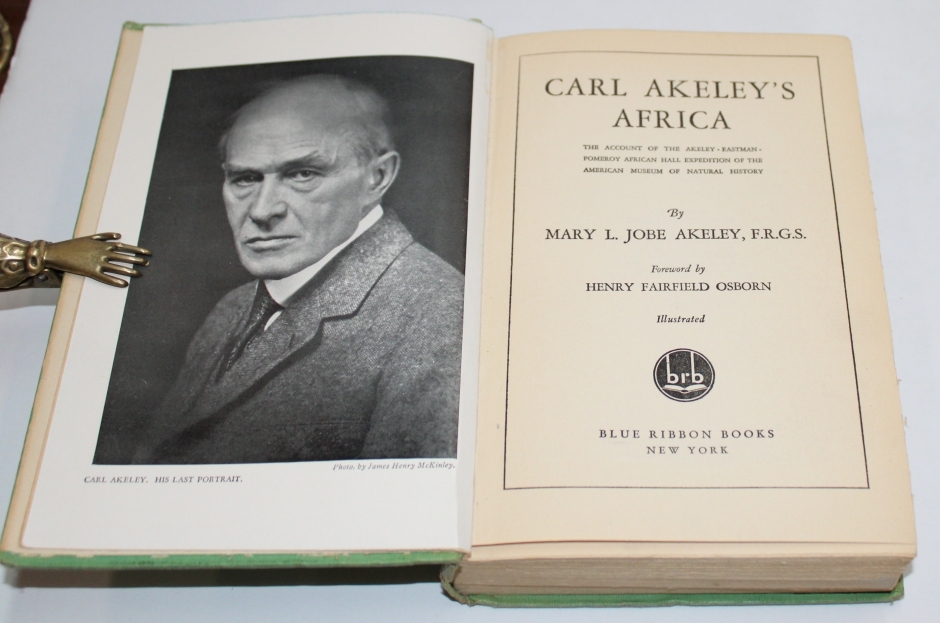 Photo. by James Henry McKinley.
CARL AKELEY. HIS LAST PORTRAIT.
CARL AKELEY'S
AFRICA
THE ACCOUNT OF THE AKELEY-EASTMAN-
POMEROY AFRICAN HALL EXPEDITION OF THE
AMERICAN MUSEUM OF NATURAL HISTORY
By
MARY L. JOBE AKELEY, F.R.G.S.
Foreword by
HENRY FAIRFIELD OSBORN
Illustrated
brb
BLUE RIBBON BOOKS
NEW YORK